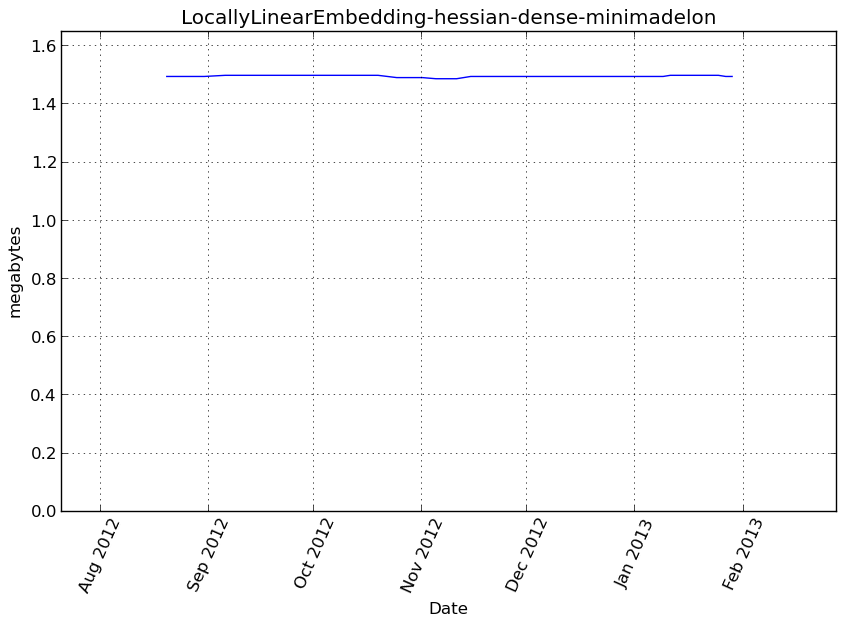 LocallyLinearEmbedding-hessian-dense-minimadelon
1.6
1.4
1.2
1.0
0.8
0.6
0.4
0.2
0.0
megabytes
Aug 2012
Sep 2012
Oct 2012
Nov 2012
Dec 2012
Jan 2013
Feb 2013
Date